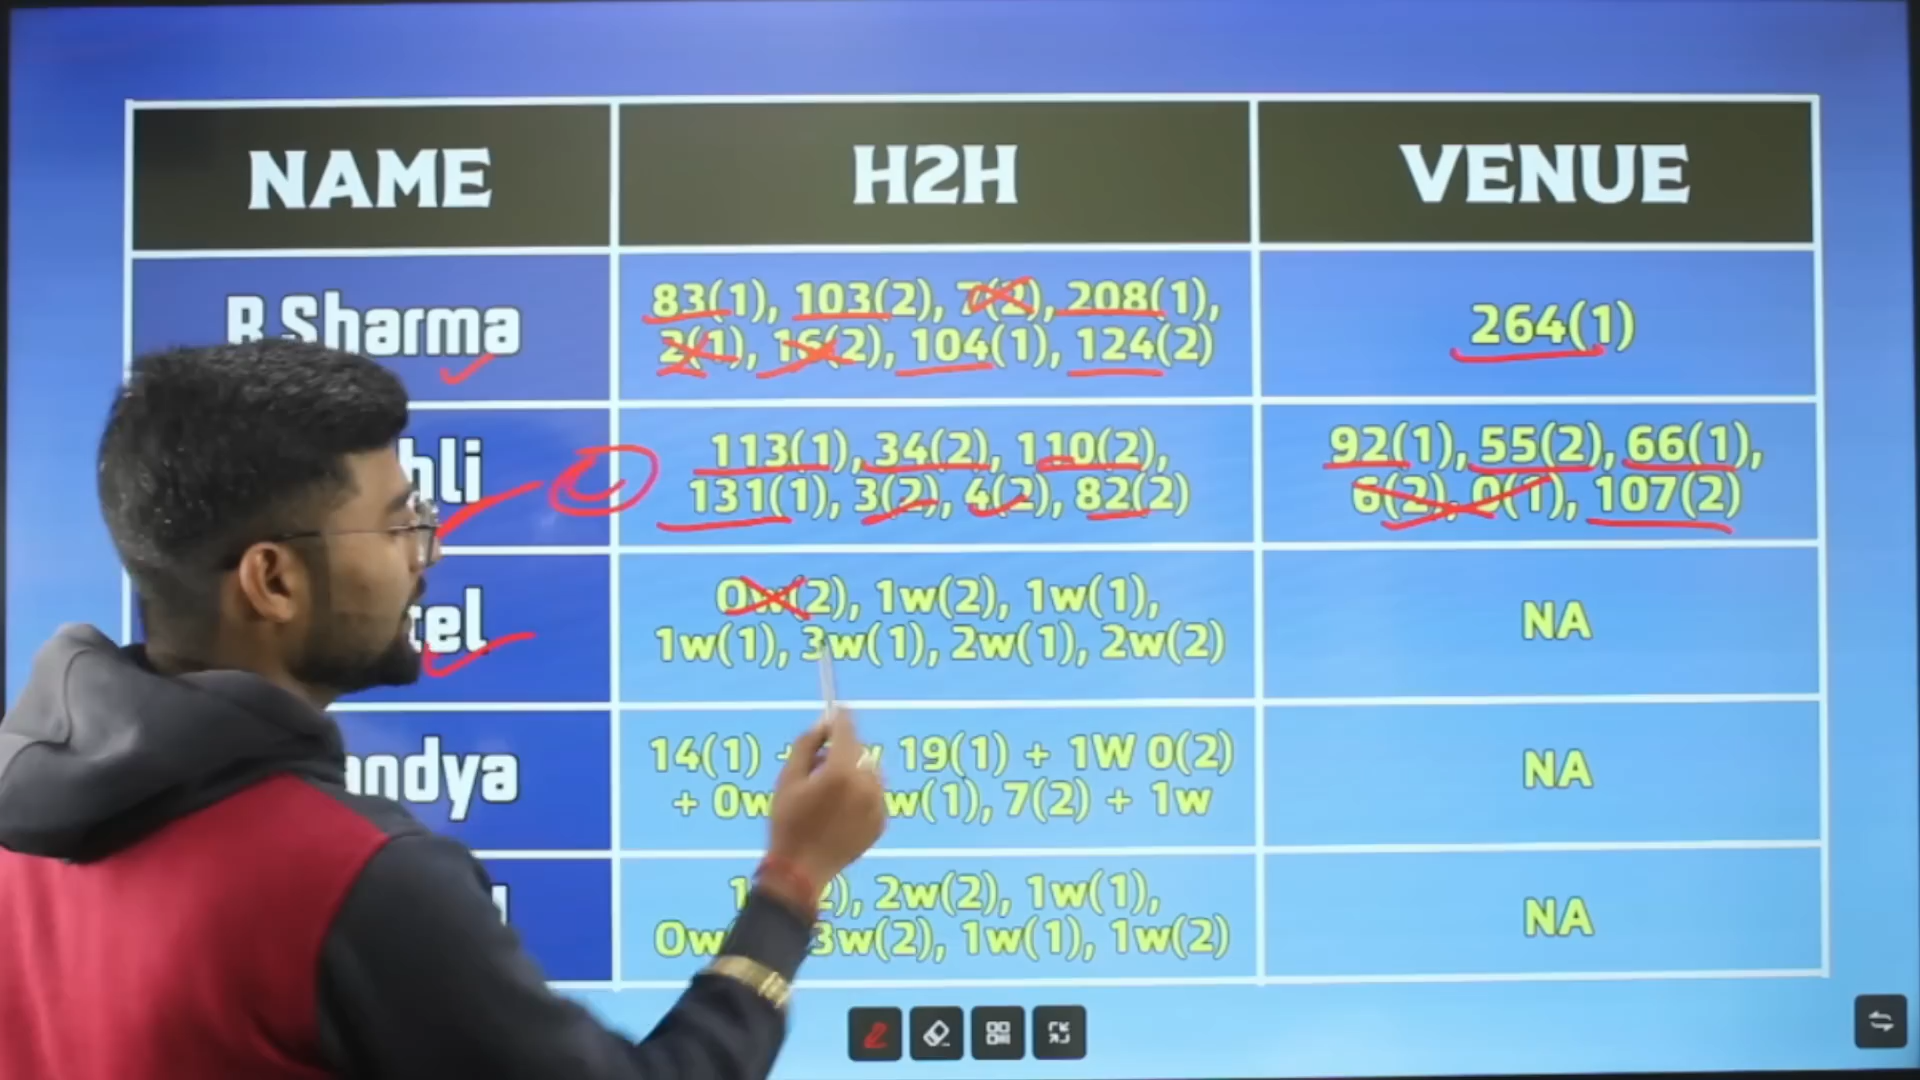 NAME H2H VENUE
R Sharma
83(1), 103(2), 7(2), 208(1),
2(1), 16(2), 104(1), 124(2)
264(1)
hli
113(1), 34(2), 110(2),
131(1), 3(2), 4(2), 82(2)
92(1), 55(2), 66(1),
6(2), 0(1), 107(2)
tel
0w(2), 1w(2), 1w(1),
1w(1), 3w(1), 2w(1), 2w(2)
NA
andya
14(1) + 19(1) + 1W 0(2)
+ 0w w(1), 7(2) + 1w
NA
2w(2), 1w(1),
0w 3w(2), 1w(1), 1w(2)
NA